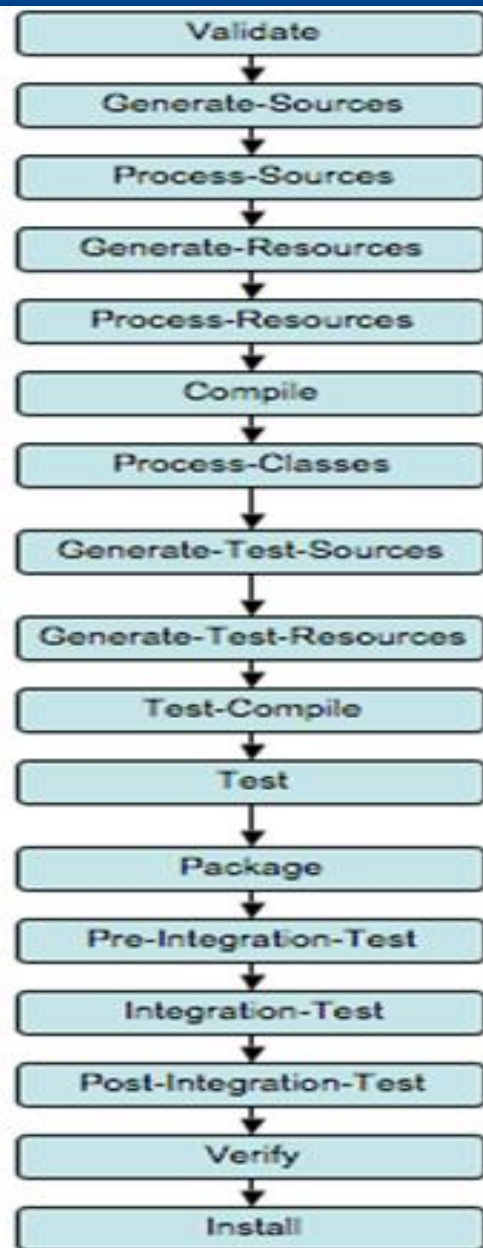 Validate
Generate-Sources
Process-Sources
Generate-Resources
Process-Resources
Compile
Process-Classes
Generate-Test-Sources
Generate-Test-Resources
Test-Compile
Test
Package
Pre-Integration-Test
Integration-Test
Post-Integration-Test
Verify
Install